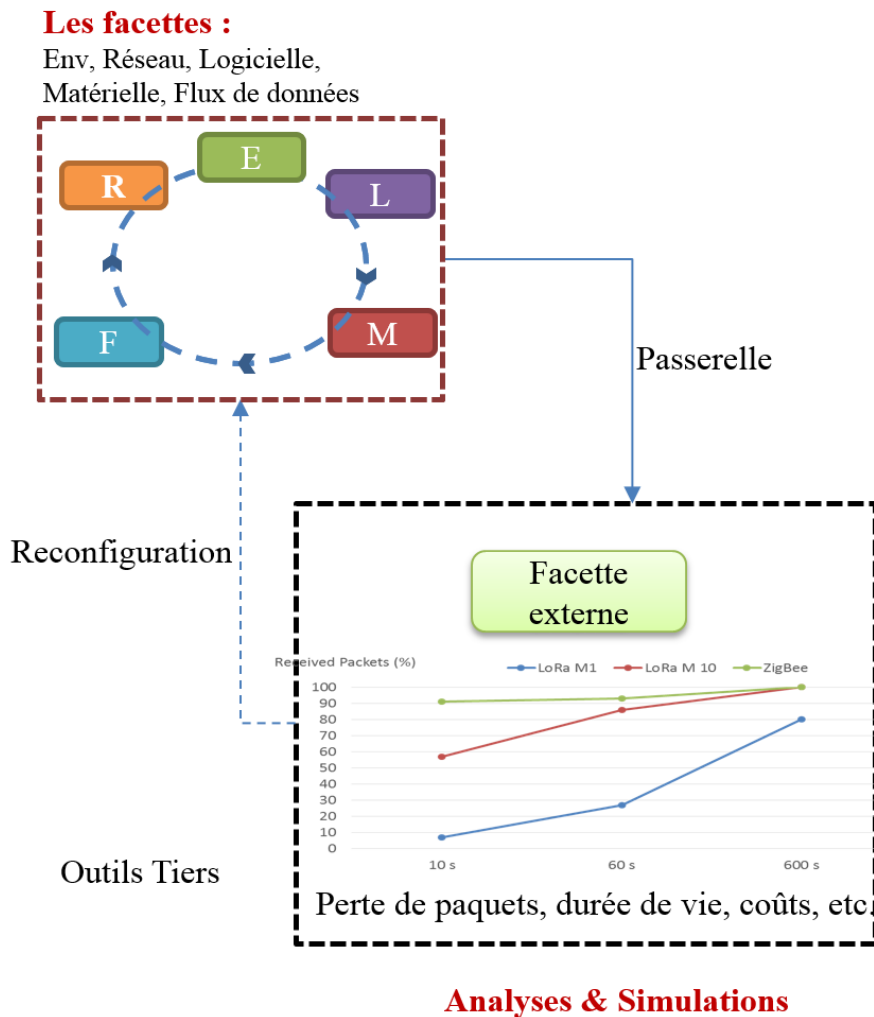 Les facettes :
Env, Réseau, Logicielle,
Matérielle, Flux de données
E
R
L
F
M
Passerelle
Reconfiguration
Facette
externe
Received Packets (%)
LoRa M1
LoRa M 10
ZigBee
100
90
80
70
60
50
40
30
20
10
0
10 s
60 s
600 s
Outils Tiers
Perte de paquets, durée de vie, coûts, etc.
Analyses & Simulations